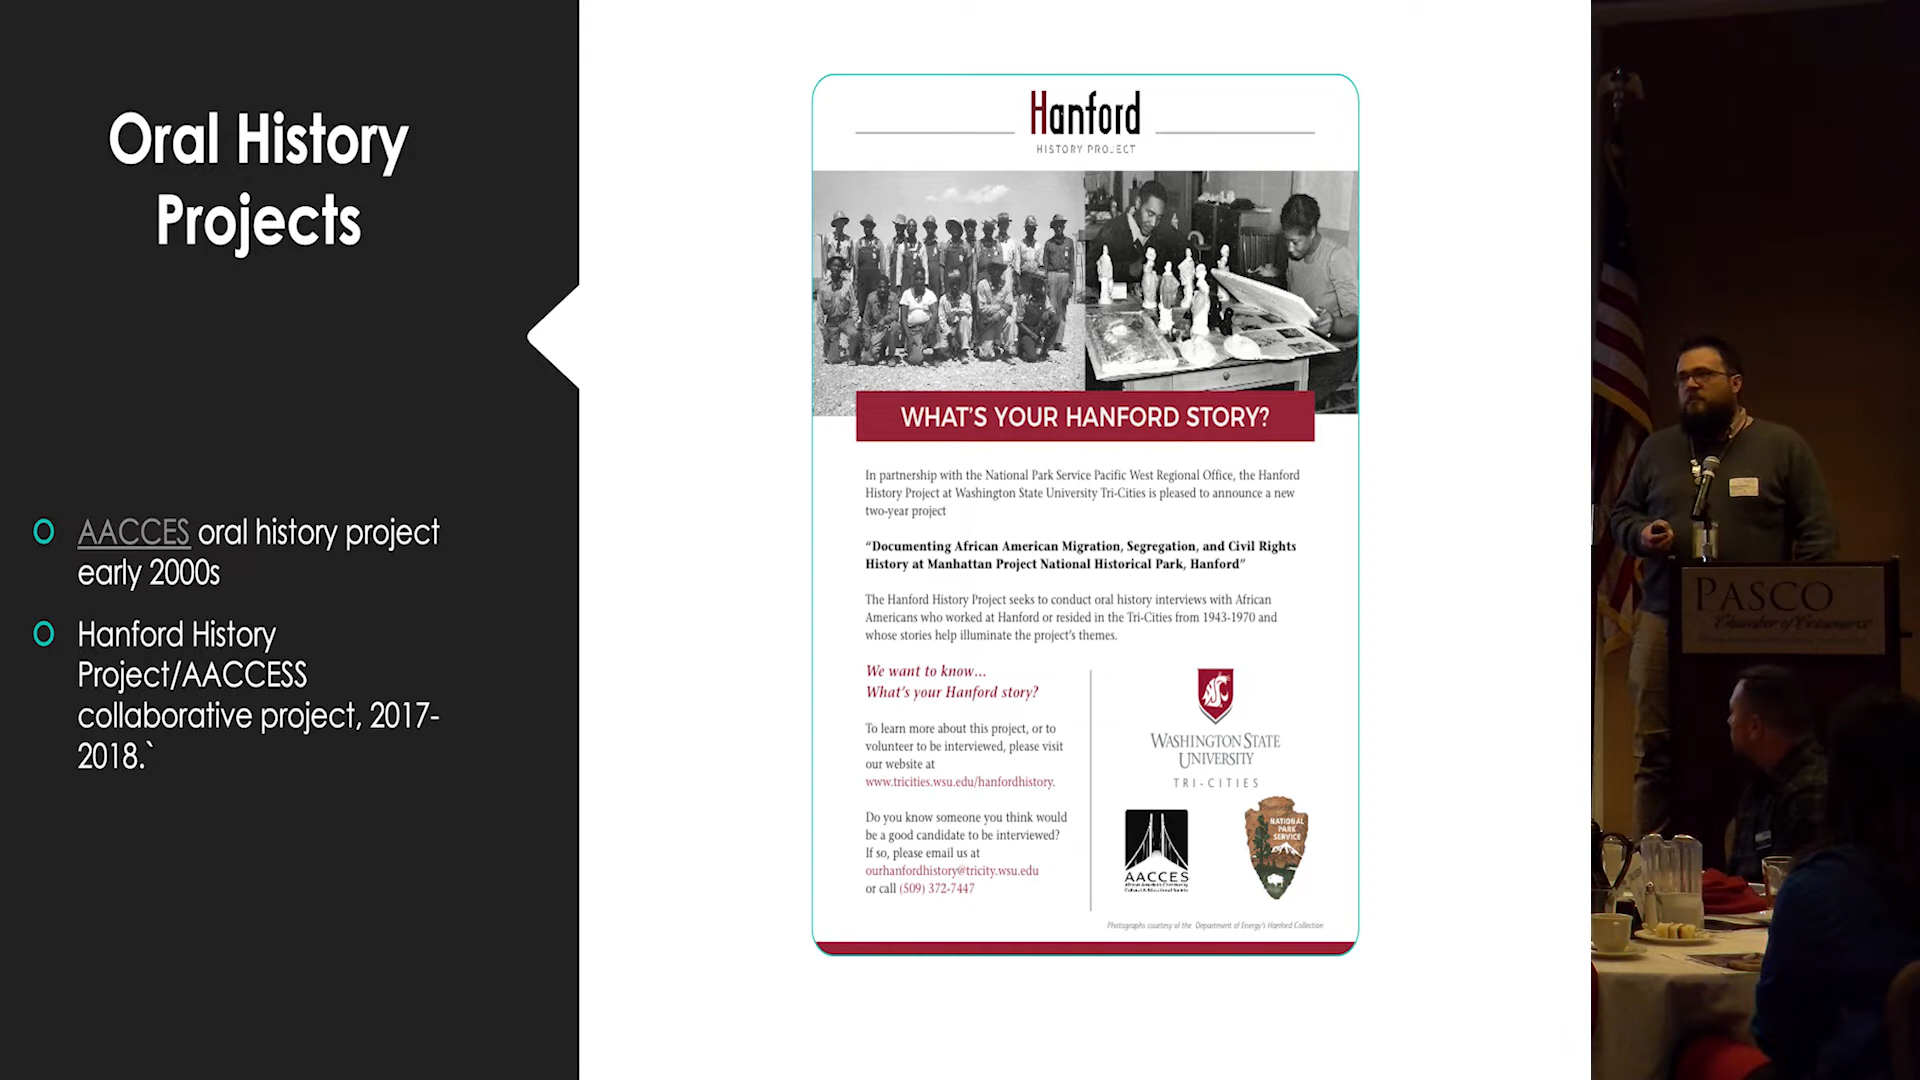 Oral History
Projects
AACCES oral history project
early 2000s
Hanford History
Project/AACCESS
collaborative project, 2017-
2018.`
Hanford
HISTORY PROJECT
WHAT'S YOUR HANFORD STORY?
In partnership with the National Park Service Pacific West Regional Office, the Hanford
History Project at Washington State University Tri-Cities is pleased to announce a new
two-year project
“Documenting African American Migration, Segregation, and Civil Rights
History at Manhattan Project National Historical Park, Hanford”
The Hanford History Project seeks to conduct oral history interviews with African
Americans who worked at Hanford or resided in the Tri-Cities from 1943-1970 and
whose stories help illuminate the project's themes.
We want to know...
What's your Hanford story?
To learn more about this project, or to
volunteer to be interviewed, please visit
our website at
www.tricities.wsu.edu/hanfordhistory.
Do you know someone you think would
be a good candidate to be interviewed?
If so, please email us at
ourhanfordhistory@tricity.wsu.edu
or call (509) 372-7447
WASHINGTON STATE
UNIVERSITY
TRI-CITIES
AACCES
African American Community
Cultural & Educational Society
NATIONAL
PARK
SERVICE
Photographs courtesy of the Department of Energy's Hanford Collection
PASCO
Chamber of Commerce